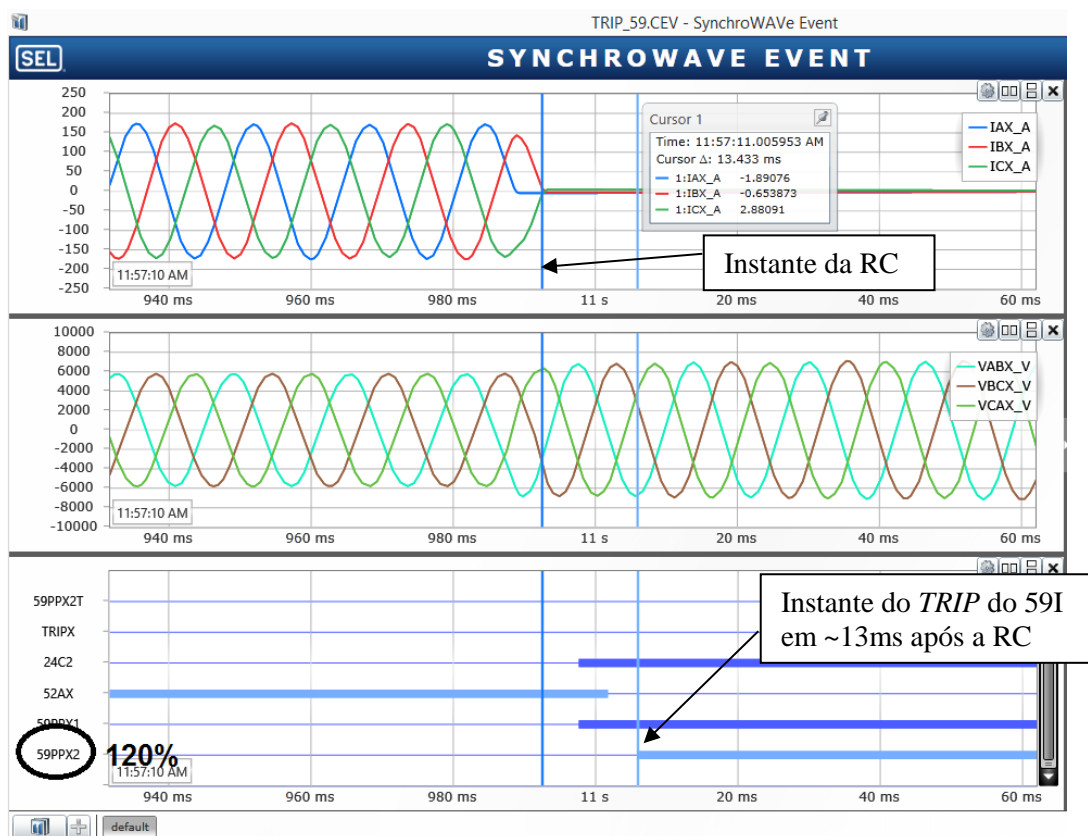 TRIP_59.CEV - SynchroWAVe Event
SEL
SYNCHROWAVE EVENT
250
200
150
100
50
0
-50
-100
-150
-200
-250
11:57:10 AM
940 ms
960 ms
980 ms
11 s
20 ms
40 ms
60 ms
Cursor 1
Time: 11:57:11.005953 AM
Cursor Δ: 13.433 ms
1:IAX_A -1.89076
1:IBX_A -0.653873
1:ICX_A 2.88091
IAX_A
IBX_A
ICX_A
Instante da RC
10000
8000
6000
4000
2000
0
-2000
-4000
-6000
-8000
-10000
11:57:10 AM
940 ms
960 ms
980 ms
11 s
20 ms
40 ms
60 ms
VABX_V
VBCX_V
VCAX_V
59PPX2T
TRIPX
24C2
52AX
59PPX1
59PPX2
120%
11:57:10 AM
Instante do TRIP do 59I
em ~13ms após a RC
940 ms
960 ms
980 ms
11 s
20 ms
40 ms
60 ms
default